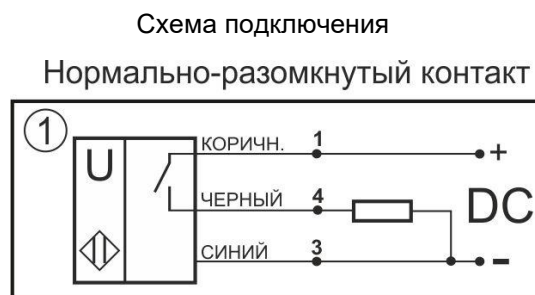 Схема подключения
Нормально-разомкнутый контакт
1
U
КОРИЧН. 1 +
ЧЕРНЫЙ 4
DC
СИНИЙ 3 -